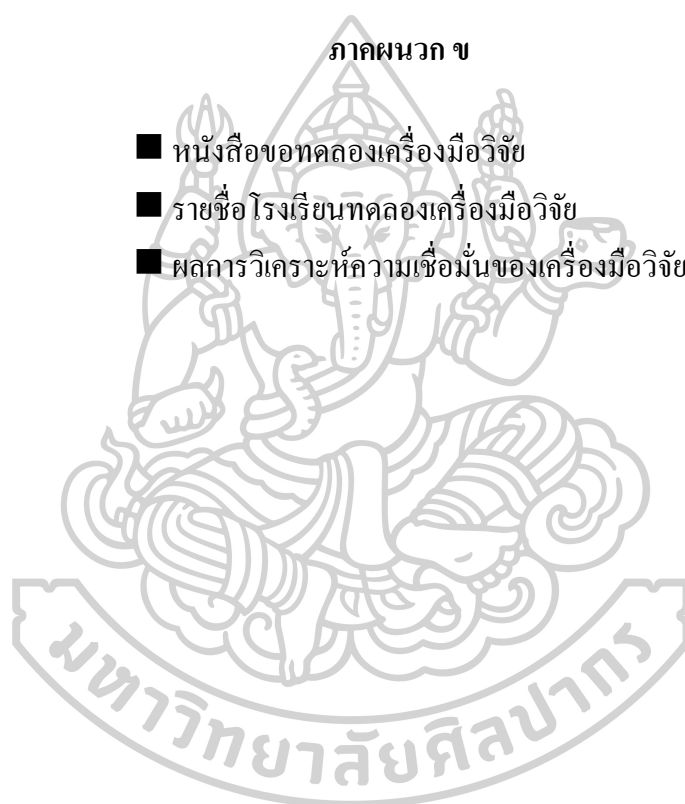 ภาคผนวก ข
■ หนังสือขอทดลองเครื่องมือวิจัย
■ รายชื่อโรงเรียนทดลองเครื่องมือวิจัย
■ ผลการวิเคราะห์ความเชื่อมั่นของเครื่องมือวิจัย
มหาวิทยาลัยศิลปากร